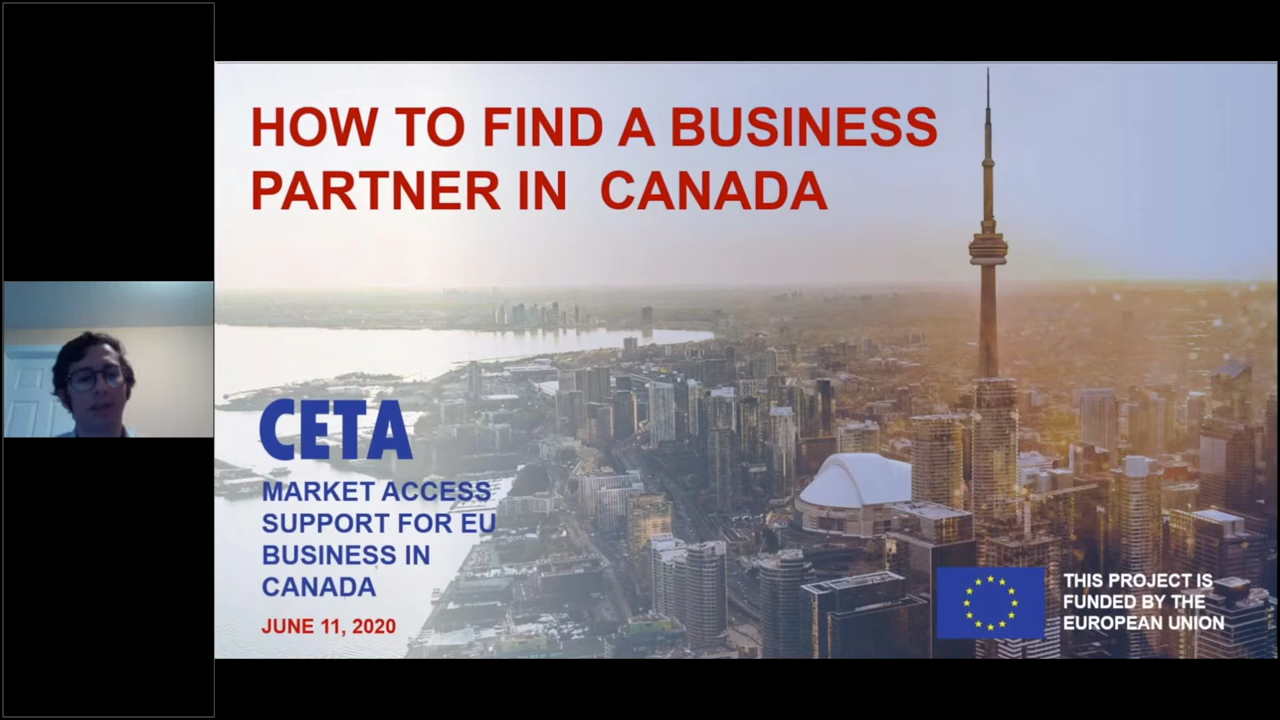 HOW TO FIND A BUSINESS
PARTNER IN CANADA
CETA
MARKET ACCESS
SUPPORT FOR EU
BUSINESS IN
CANADA
JUNE 11, 2020
THIS PROJECT IS
FUNDED BY THE
EUROPEAN UNION